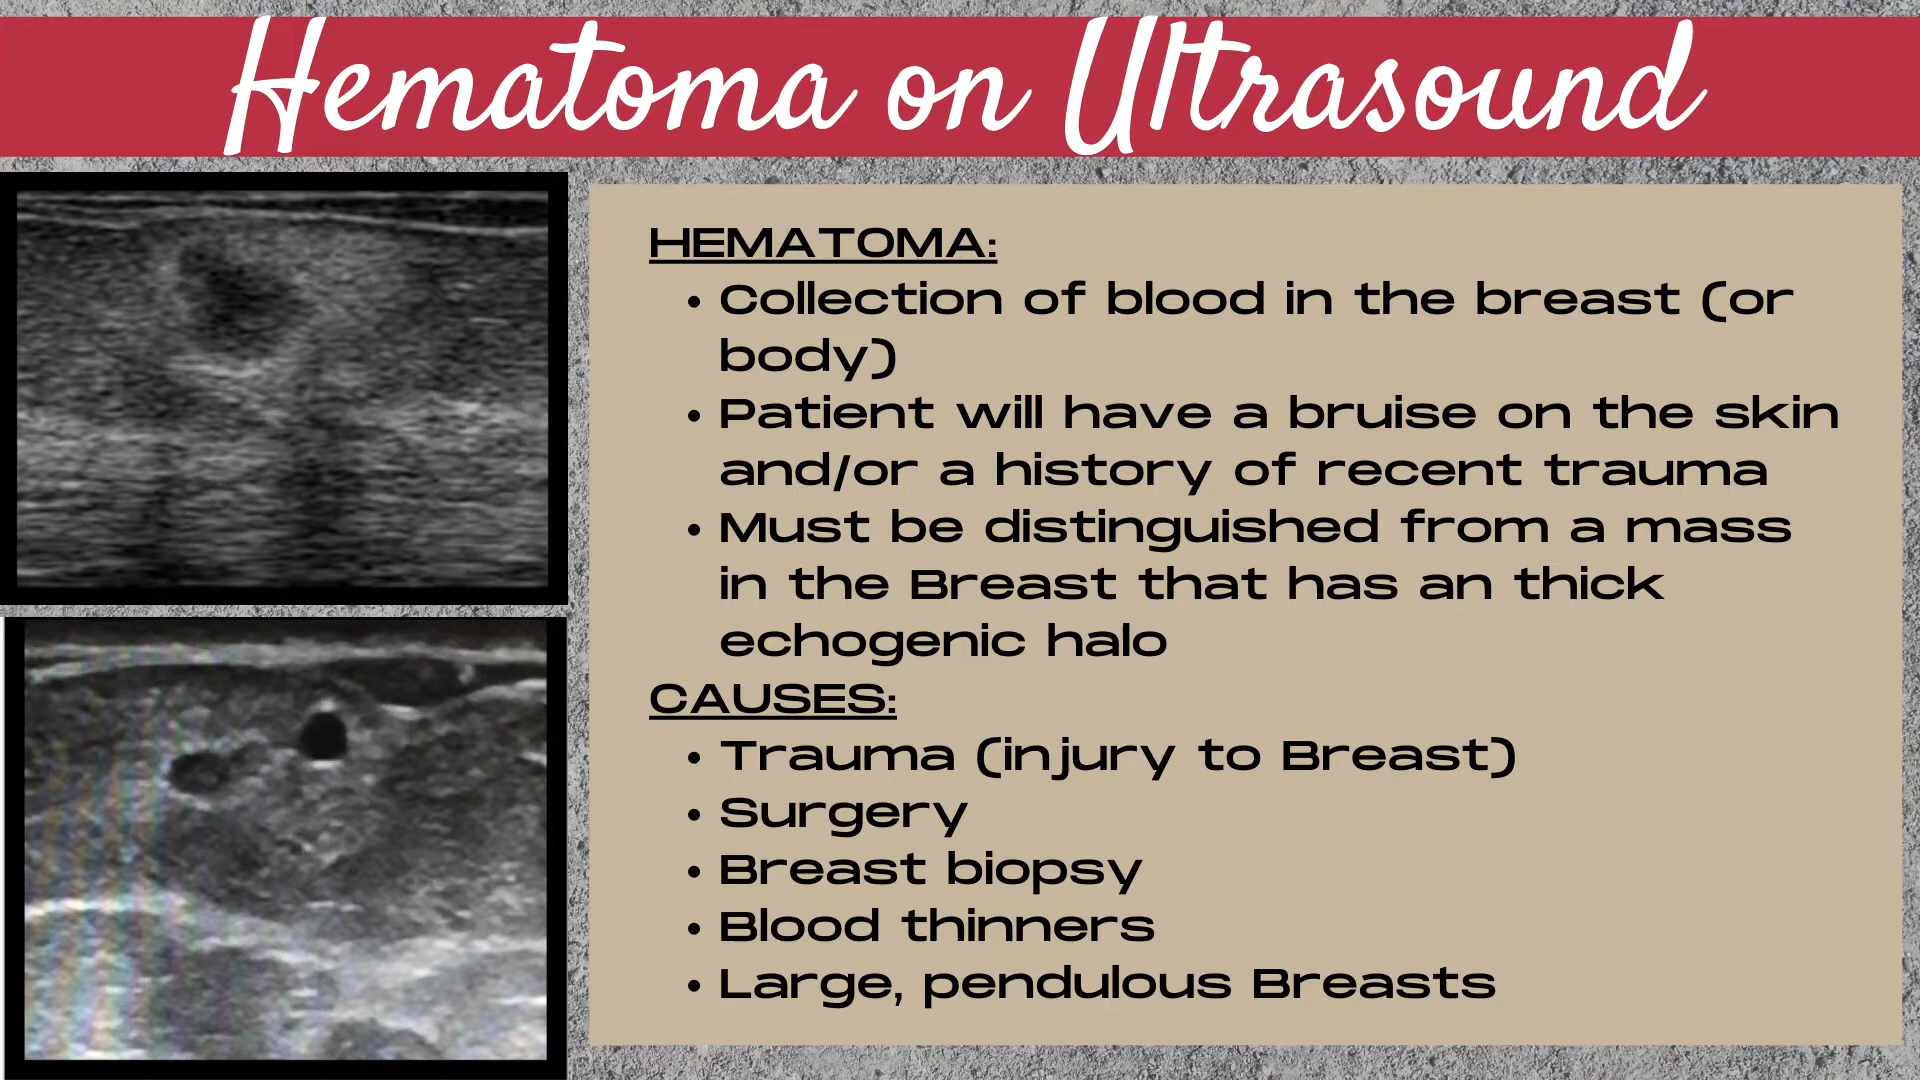 Hematoma on Ultrasound
HEMATOMA:
• Collection of blood in the breast (or
body)
• Patient will have a bruise on the skin
and/or a history of recent trauma
• Must be distinguished from a mass
in the Breast that has an thick
echogenic halo
CAUSES:
• Trauma (injury to Breast)
• Surgery
• Breast biopsy
• Blood thinners
• Large, pendulous Breasts